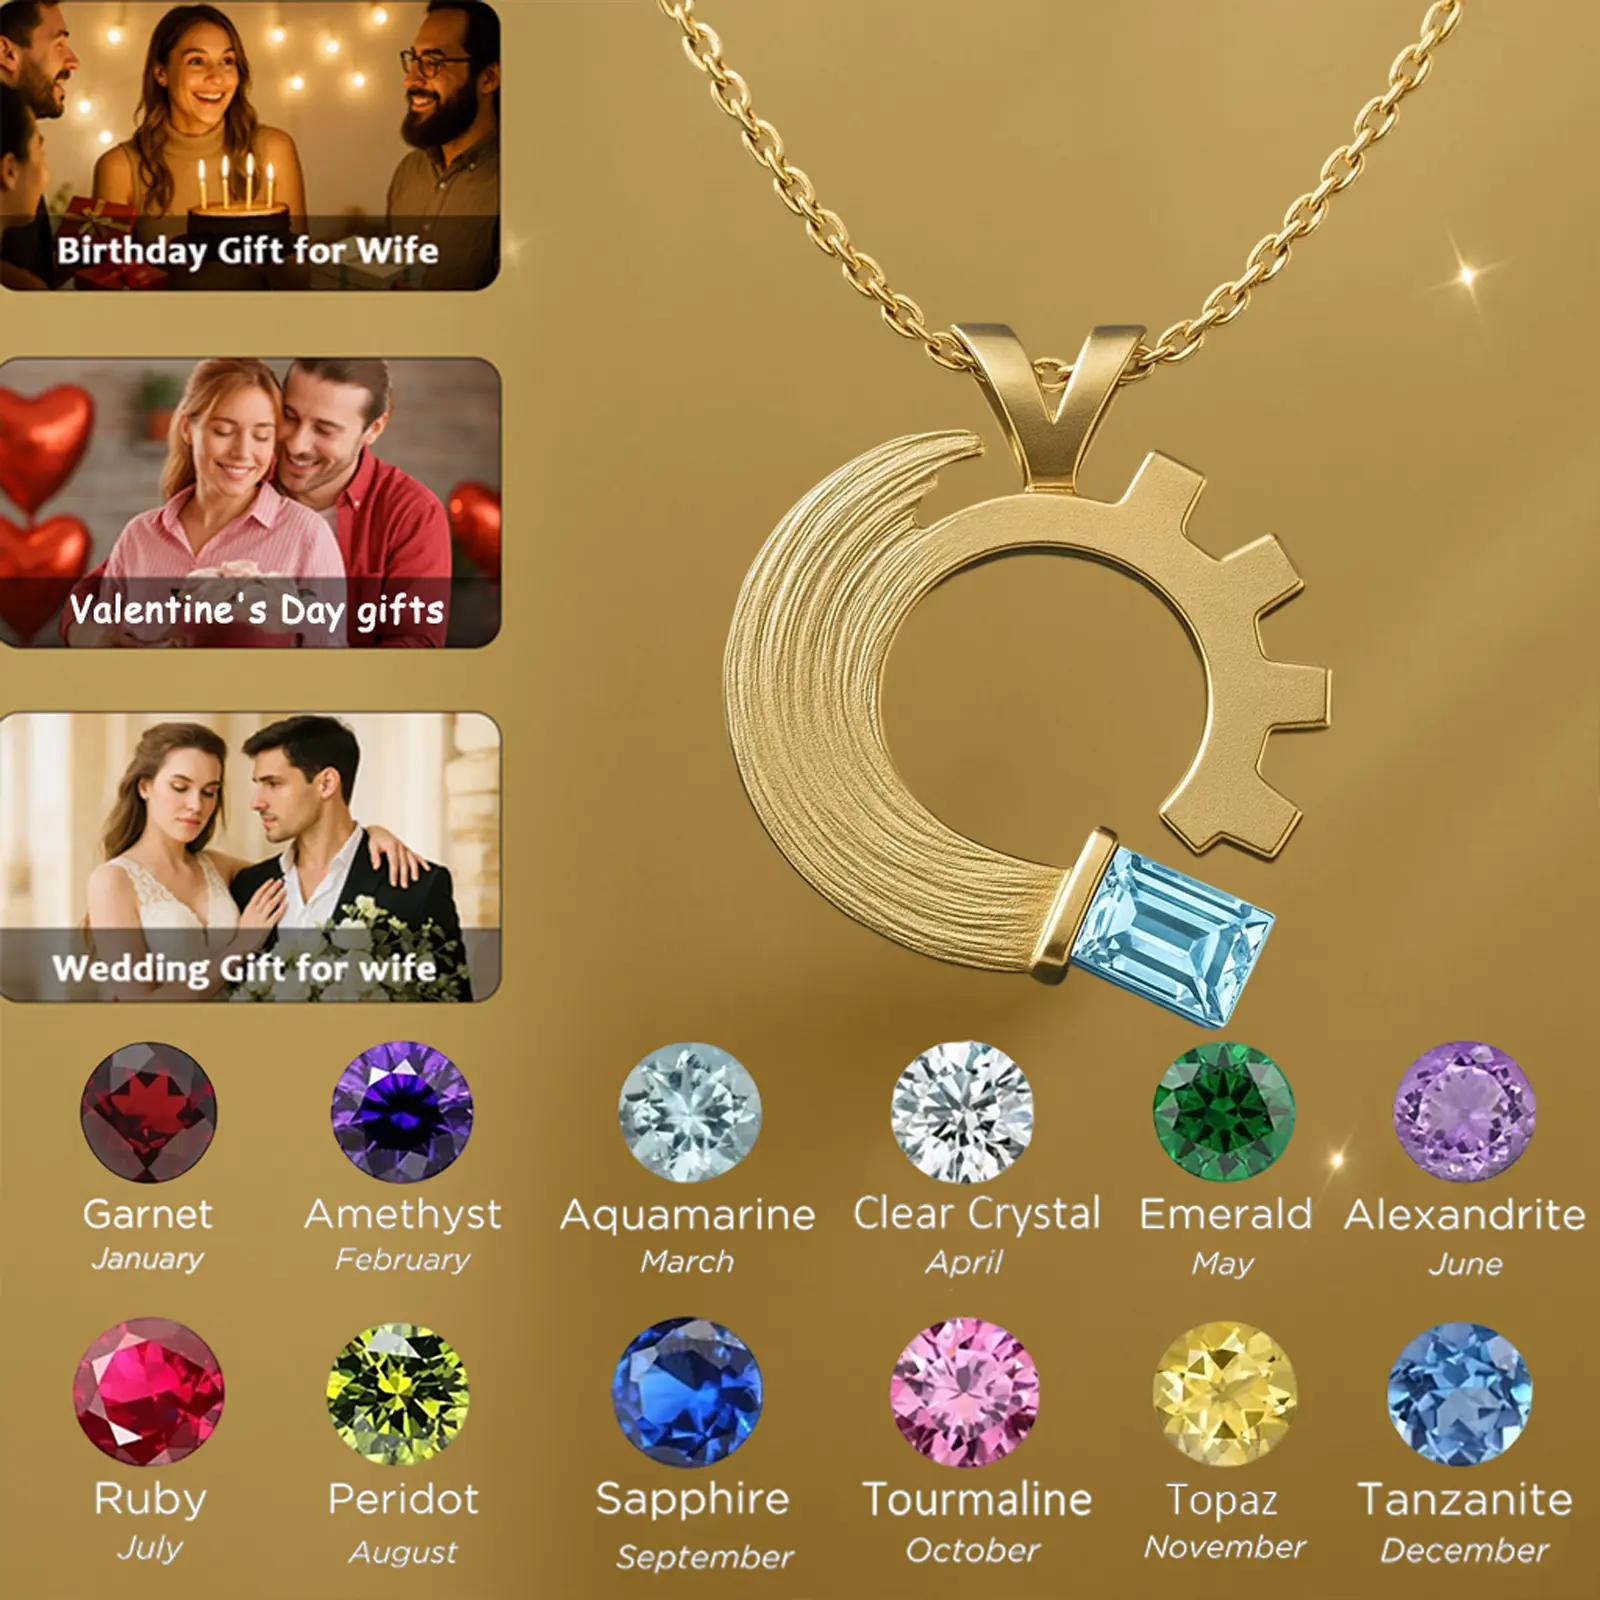 Birthday Gift for Wife
Valentine's Day gifts
Wedding Gift for wife
Garnet
January
Amethyst
February
Aquamarine
March
Clear Crystal
April
Emerald
May
Alexandrite
June
Ruby
July
Peridot
August
Sapphire
September
Tourmaline
October
Topaz
November
Tanzanite
December